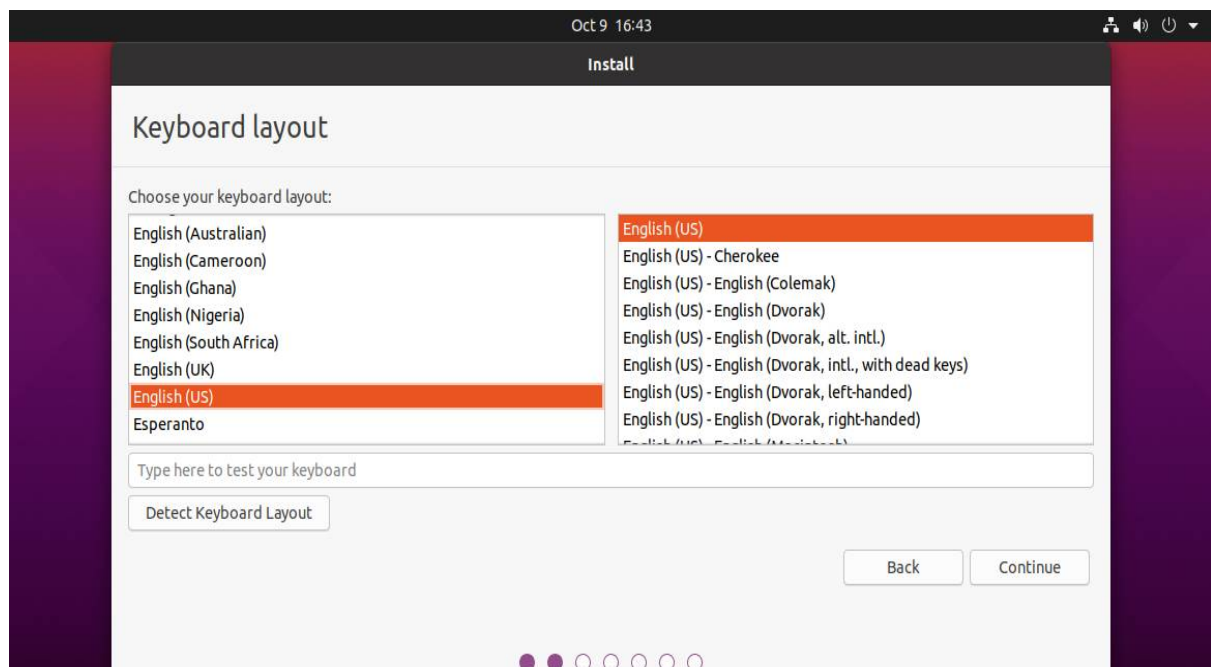 Oct 9 16:43
Install
Keyboard layout
Choose your keyboard layout:
English (Australian)
English (Cameroon)
English (Ghana)
English (Nigeria)
English (South Africa)
English (UK)
English (US)
Esperanto
English (US)
English (US) - Cherokee
English (US) - English (Colemak)
English (US) - English (Dvorak)
English (US) - English (Dvorak, alt. intl.)
English (US) - English (Dvorak, intl., with dead keys)
English (US) - English (Dvorak, left-handed)
English (US) - English (Dvorak, right-handed)
English (US) - English (Macintosh)
Type here to test your keyboard
Detect Keyboard Layout
Back
Continue